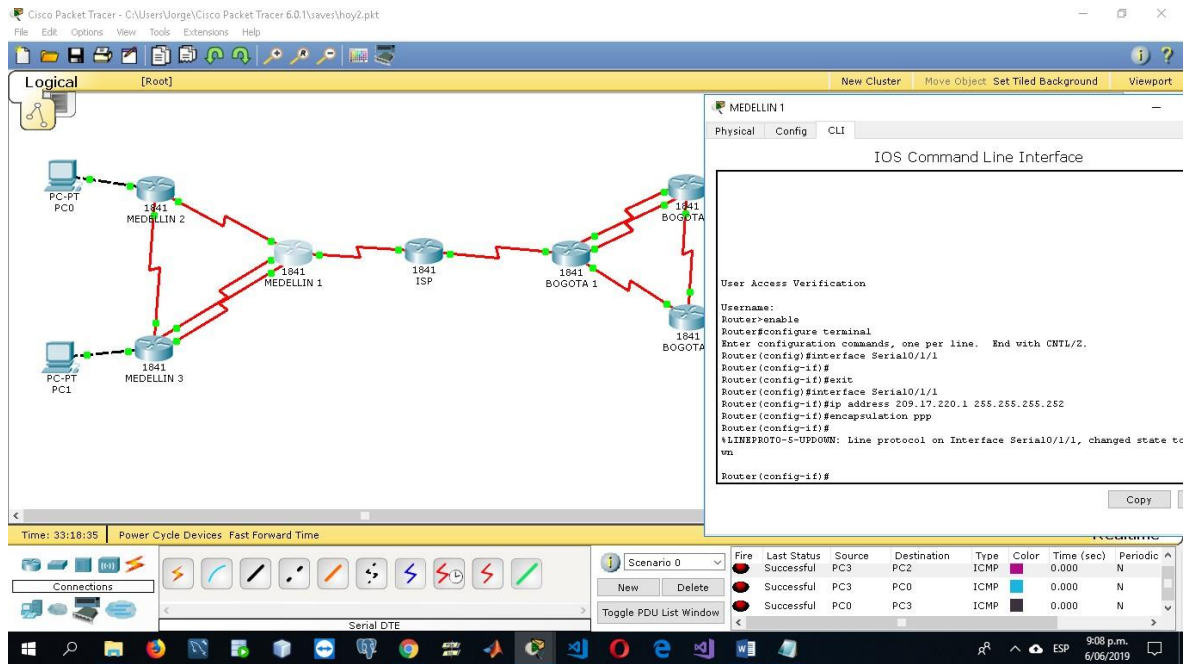 Cisco Packet Tracer - C:\Users\Jorge\Cisco Packet Tracer 6.0.1\saves\hoy2.pkt
File Edit Options View Tools Extensions Help
Logical [Root] New Cluster Move Object Set Tiled Background Viewport
MEDELLIN 1
Physical Config CLI
IOS Command Line Interface
PC-PT
PC0
1841
MEDELLIN 2
1841
MEDELLIN 1
1841
ISP
1841
BOGOTA 1
1841
BOGOTA
1841
BOGOTA
1841
MEDELLIN 3
PC-PT
PC1
User Access Verification
Username:
Router>enable
Router#configure terminal
Enter configuration commands, one per line. End with CNTL/Z.
Router(config)#interface Serial0/1/1
Router(config-if)#
Router(config-if)#exit
Router(config)#interface Serial0/1/1
Router(config-if)#ip address 209.17.220.1 255.255.255.252
Router(config-if)#encapsulation ppp
Router(config-if)#
%LINEPROTO-5-UPDOWN: Line protocol on Interface Serial0/1/1, changed state to
wn
Router(config-if)#
Copy
Time: 33:18:35 Power Cycle Devices Fast Forward Time
Connections
Serial DTE
Scenario 0
New Delete
Toggle PDU List Window
Fire Last Status Source Destination Type Color Time (sec) Periodic
Successful PC3 PC2 ICMP 0.000 N
Successful PC3 PC0 ICMP 0.000 N
Successful PC0 PC3 ICMP 0.000 N
ESP
9:08 p.m.
6/06/2019